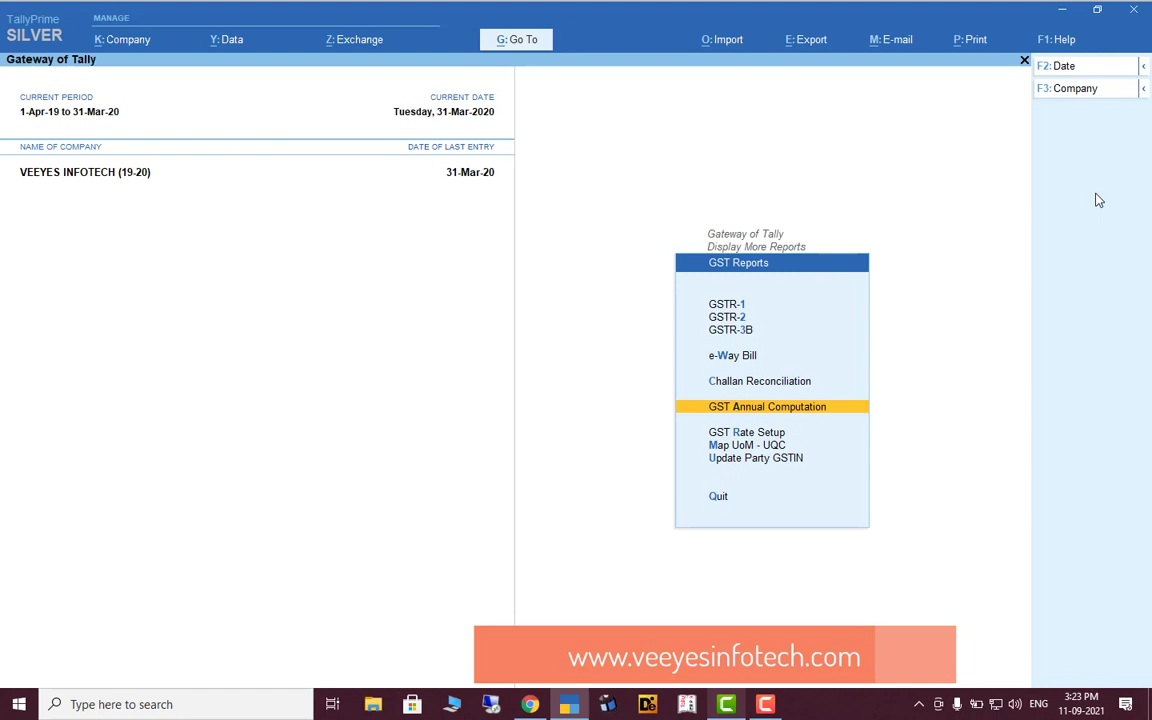 TallyPrime
SILVER
MANAGE
K: Company
Y: Data
Z: Exchange
G: Go To
O: Import
E: Export
M: E-mail
P: Print
F1: Help
Gateway of Tally
F2: Date
F3: Company
CURRENT PERIOD
CURRENT DATE
1-Apr-19 to 31-Mar-20
Tuesday, 31-Mar-2020
NAME OF COMPANY
DATE OF LAST ENTRY
VEEYES INFOTECH (19-20)
31-Mar-20
Gateway of Tally
Display More Reports
GST Reports
GSTR-1
GSTR-2
GSTR-3B
e-Way Bill
Challan Reconciliation
GST Annual Computation
GST Rate Setup
Map UoM - UQC
Update Party GSTIN
Quit
www.veeyesinfotech.com
Type here to search
De
ENG
3:23 PM
11-09-2021